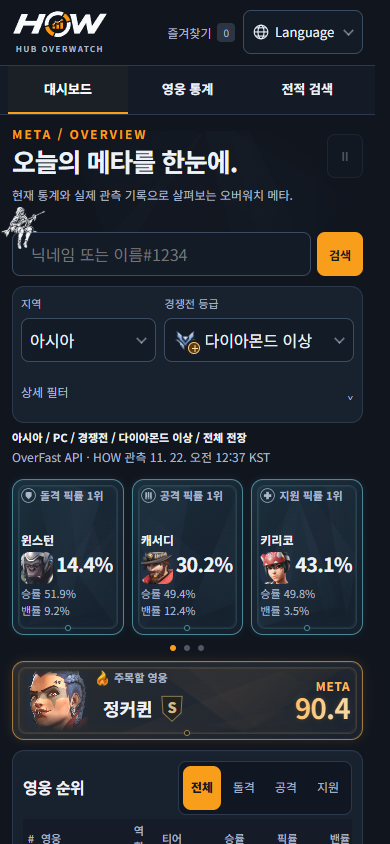 HOW
HUB OVERWATCH
즐겨찾기 0
Language
대시보드 영웅 통계 전적 검색
META / OVERVIEW
오늘의 메타를 한눈에.
현재 통계와 실제 관측 기록으로 살펴보는 오버워치 메타.
닉네임 또는 이름#1234
검색
지역 경쟁전 등급
아시아 다이아몬드 이상
상세 필터
아시아 / PC / 경쟁전 / 다이아몬드 이상 / 전체 전장
OverFast API · HOW 관측 11. 22. 오전 12:37 KST
돌격 픽률 1위 공격 픽률 1위 지원 픽률 1위
윈스턴 캐서디 키리코
14.4% 30.2% 43.1%
승률 51.9% 승률 49.4% 승률 49.8%
밴률 9.2% 밴률 12.4% 밴률 3.5%
주목할 영웅
정커퀸 S
META
90.4
영웅 순위
전체 돌격 공격 지원
# 영웅 역할 티어 승률 픽률 밴률